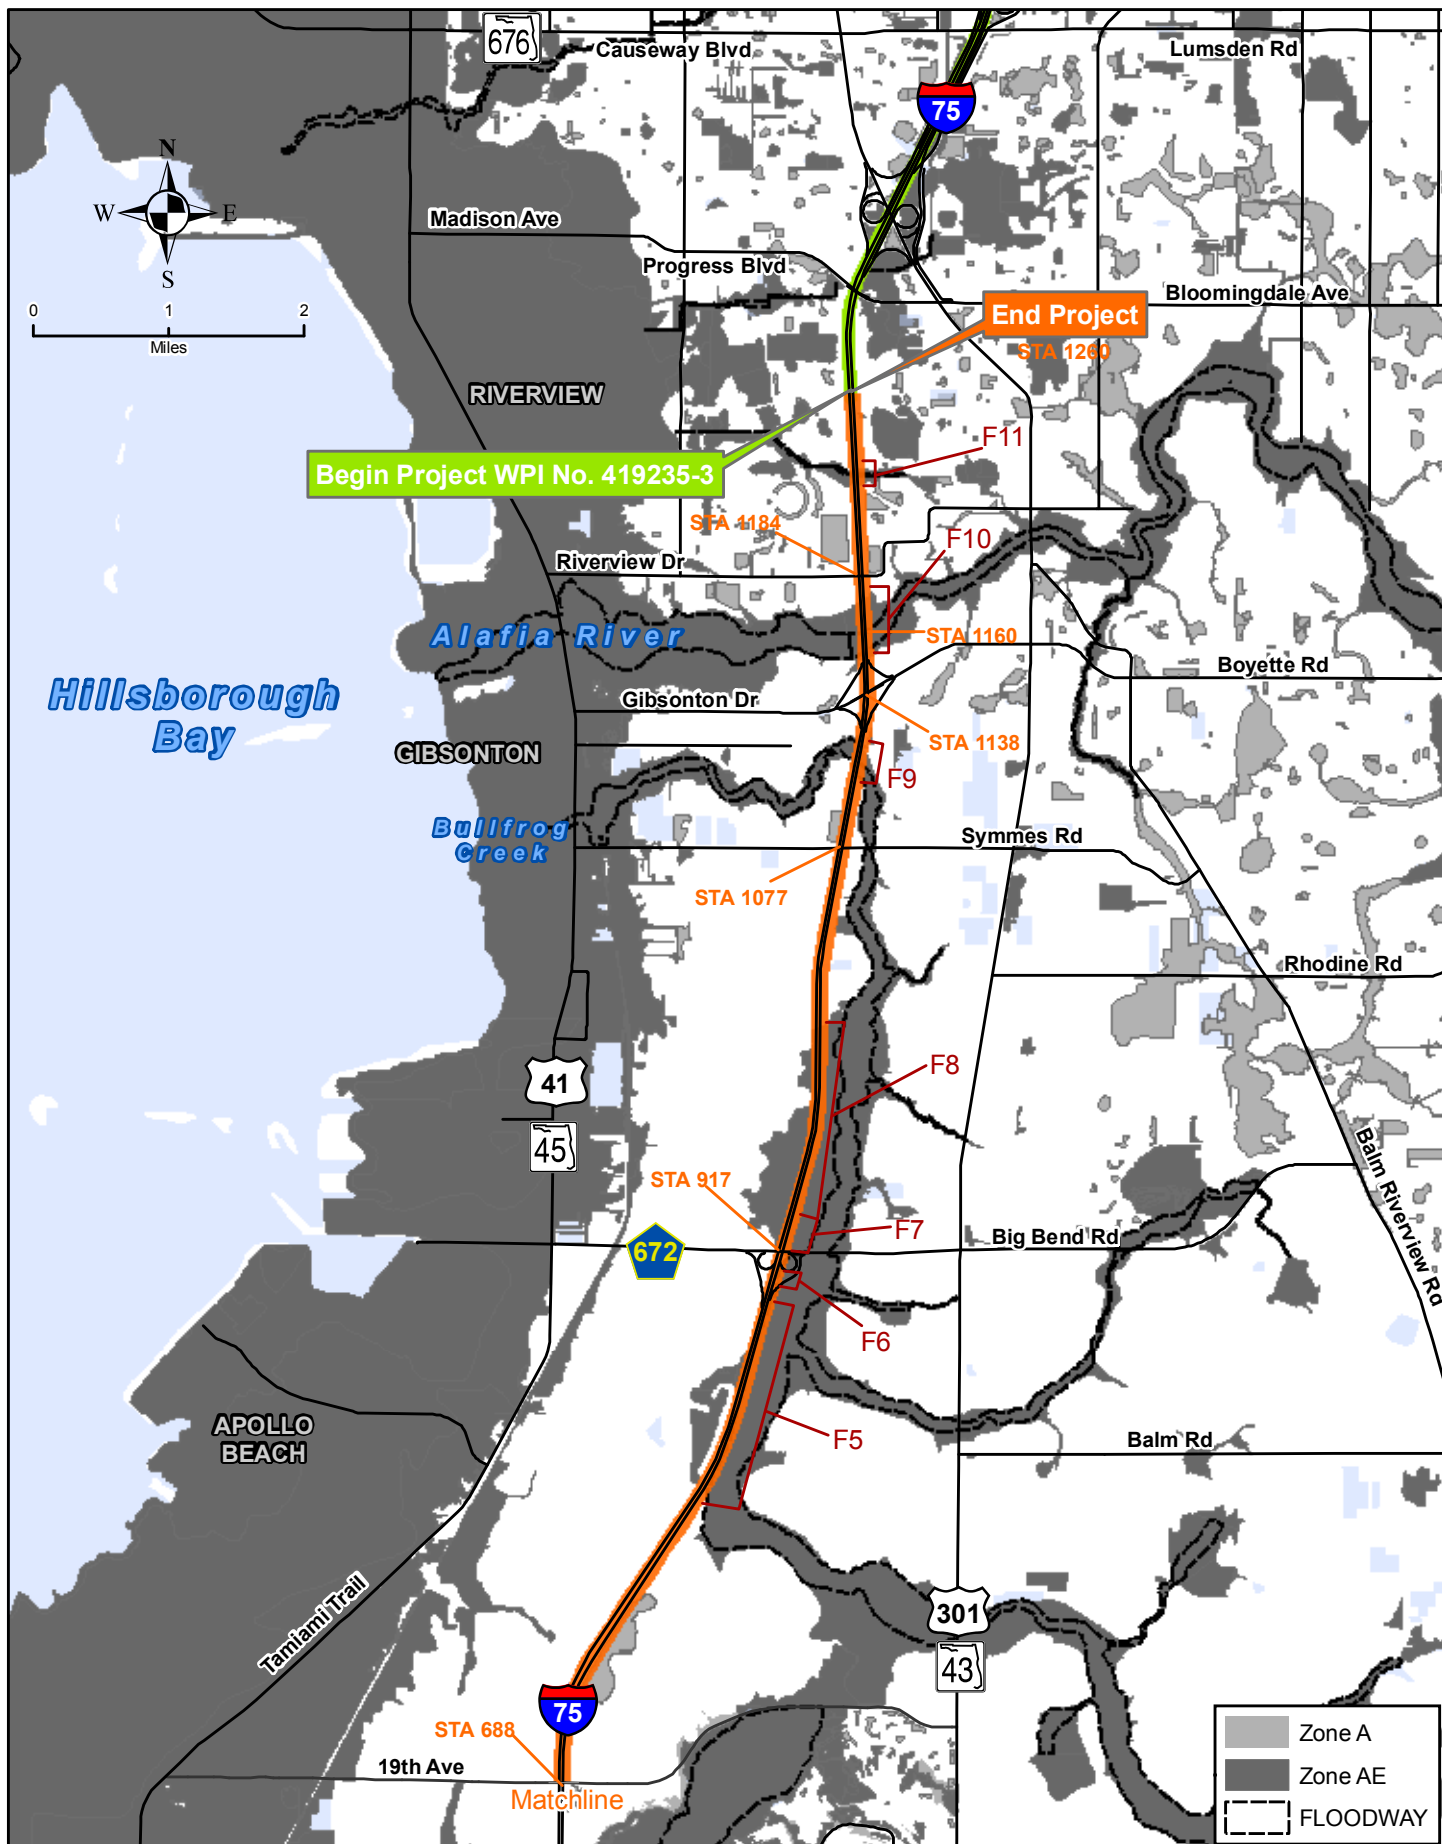 676
Causeway Blvd
Lumsden Rd
75
N
W E
S
Madison Ave
Progress Blvd
Bloomingdale Ave
0 1 2
Miles
End Project
STA 1260
RIVERVIEW
F11
Begin Project WPI No. 419235-3
STA 1184
F10
Riverview Dr
Alafia River
STA 1160
Boyette Rd
Hillsborough
Bay
Gibsonton Dr
STA 1138
GIBSONTON
F9
Bullfrog
Creek
Symmes Rd
STA 1077
Rhodine Rd
F8
41
45
STA 917
Balm Riverview Rd
F7
Big Bend Rd
672
F6
APOLLO
BEACH
F5
Balm Rd
Tamiami Trail
301
43
75
STA 688
19th Ave
Matchline
Zone A
Zone AE
FLOODWAY